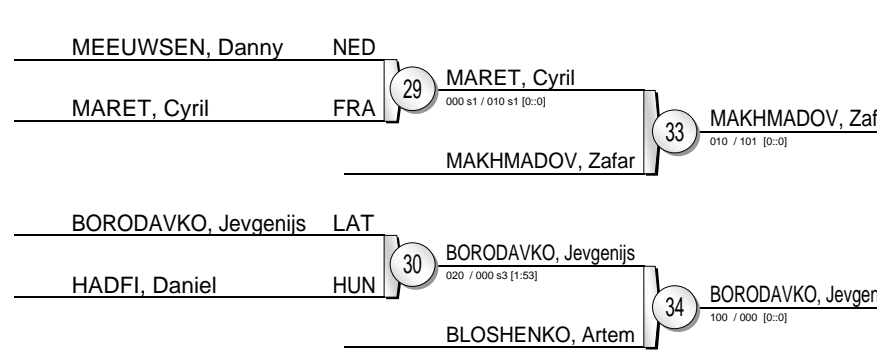 MEEUWSEN, Danny NED
29
MARET, Cyril
000 s1 / 010 s1 [0::0]
MARET, Cyril FRA
33
MAKHMADOV, Zaf
010 / 101 [0::0]
MAKHMADOV, Zafar
BORODAVKO, Jevgenijs LAT
30
BORODAVKO, Jevgenijs
020 / 000 s3 [1:53]
HADFI, Daniel HUN
34
BORODAVKO, Jevgen
100 / 000 [0::0]
BLOSHENKO, Artem